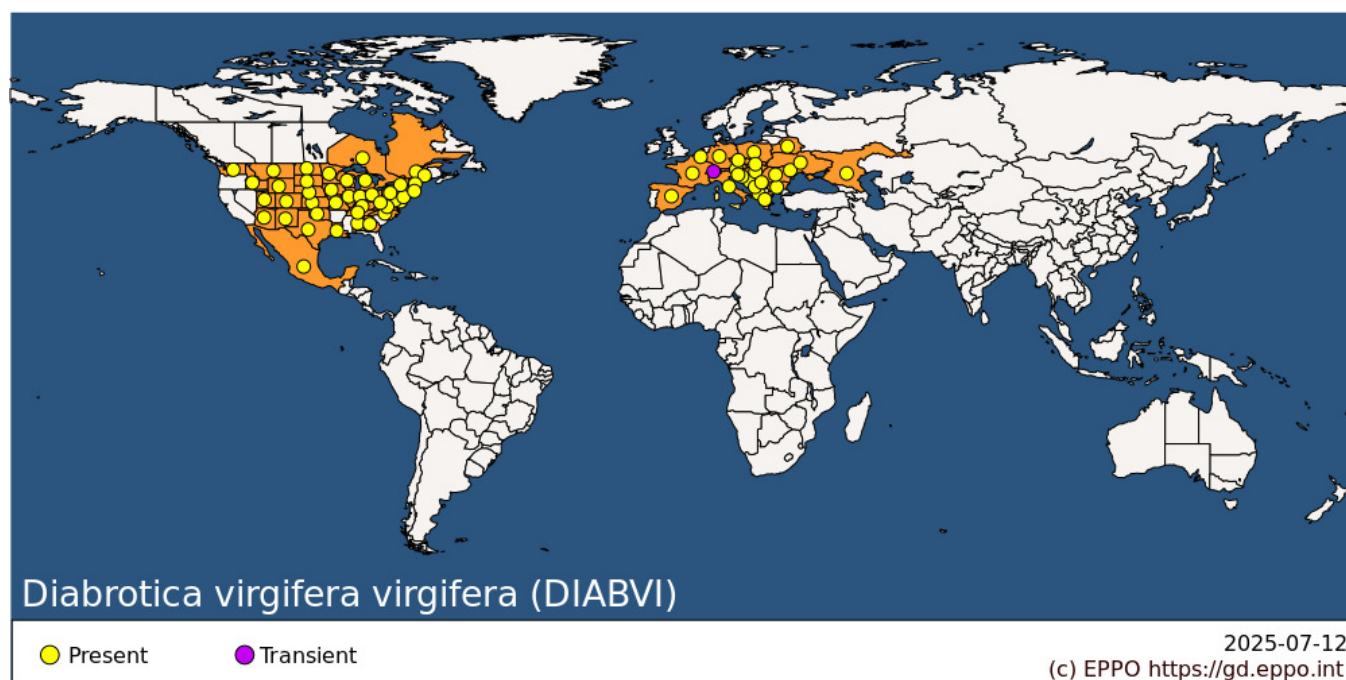 Diabrotica virgifera virgifera (DIABVI)
Present
Transient
2025-07-12
(c) EPPO https://gd.eppo.int